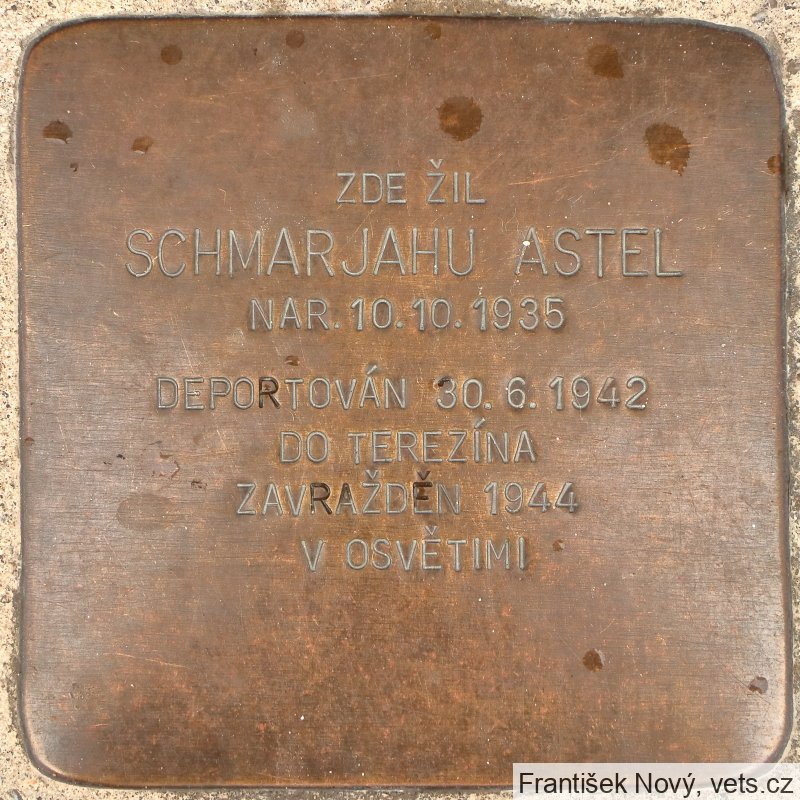 ZDE ŽIL
SCHMARJAHU ASTEL
NAR. 10. 10. 1935
DEPORTOVÁN 30. 6. 1942
DO TEREZÍNA
ZAVRAŽDĚN 1944
V OSVĚTIMI
František Nový, vets.cz